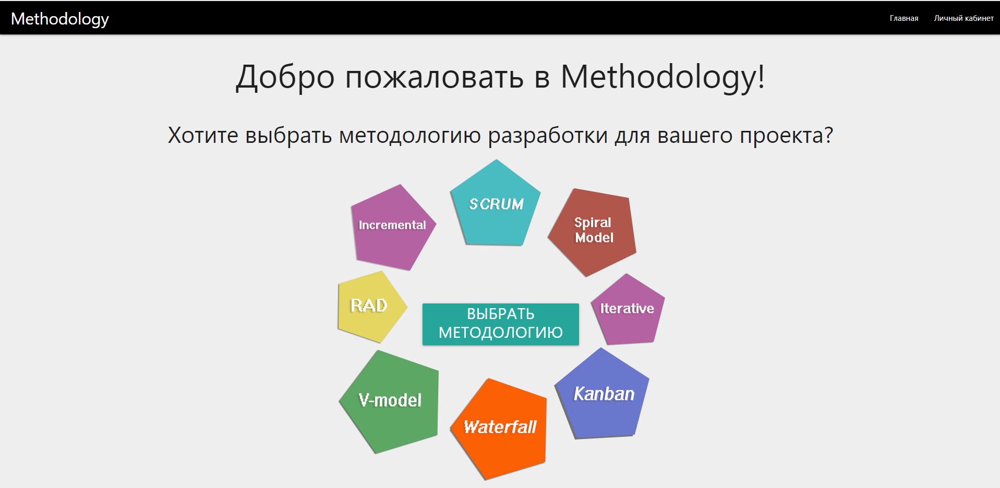 Methodology
Главная
Личный кабинет
Добро пожаловать в Methodology!
Хотите выбрать методологию разработки для вашего проекта?
SCRUM
Incremental
Spiral
Model
RAD
ВЫБРАТЬ
МЕТОДОЛОГИЮ
Iterative
V-model
Waterfall
Kanban